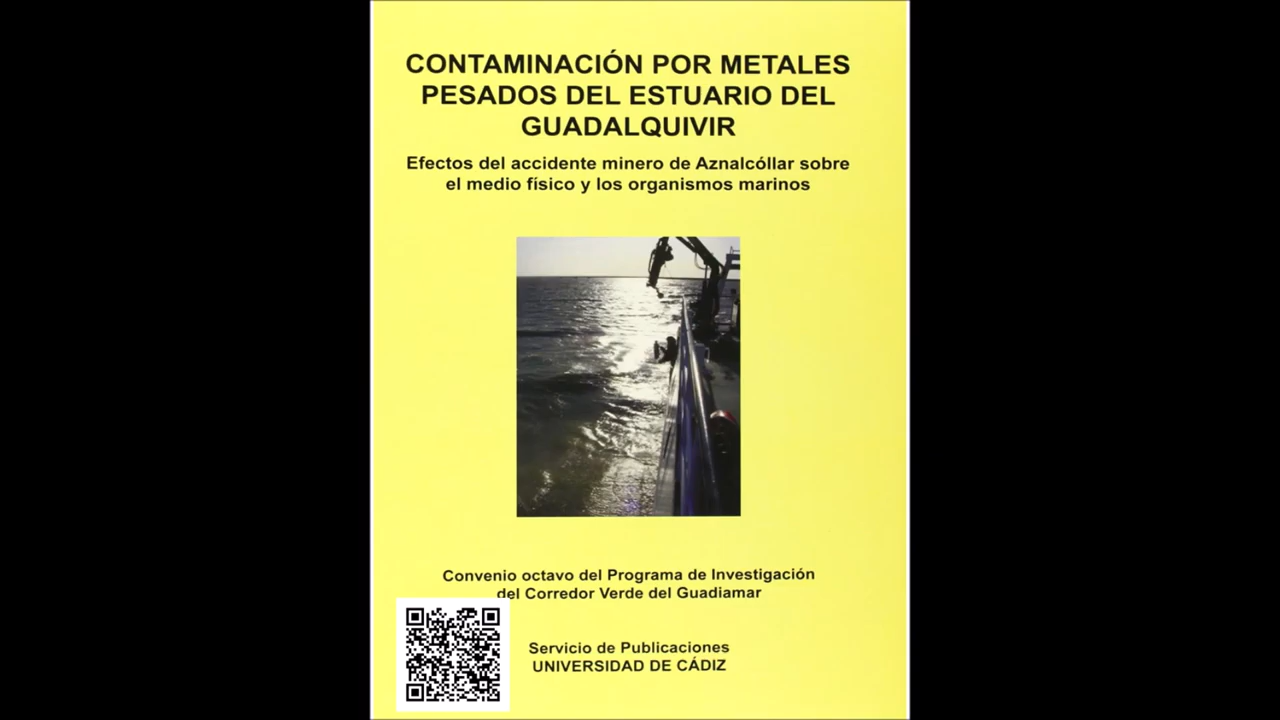 CONTAMINACIÓN POR METALES
PESADOS DEL ESTUARIO DEL
GUADALQUIVIR
Efectos del accidente minero de Aznalcóllar sobre
el medio físico y los organismos marinos
Convenio octavo del Programa de Investigación
del Corredor Verde del Guadiamar
Servicio de Publicaciones
UNIVERSIDAD DE CÁDIZ